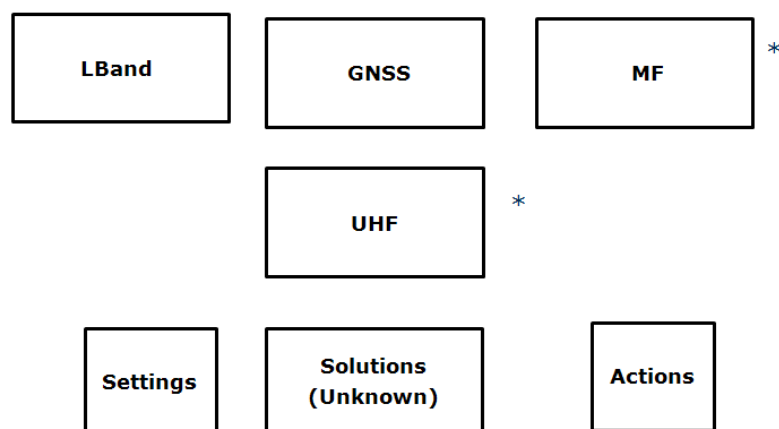 LBand
GNSS
MF
*
UHF
*
Settings
Solutions
(Unknown)
Actions